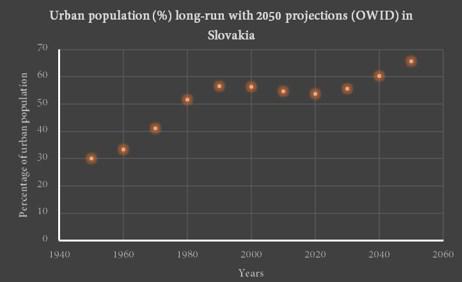 Urban population (%) long-run with 2050 projections (OWID) in
Slovakia
Percentage of urban population
70
60
50
40
30
20
10
0
1940 1960 1980 2000 2020 2040 2060
Years